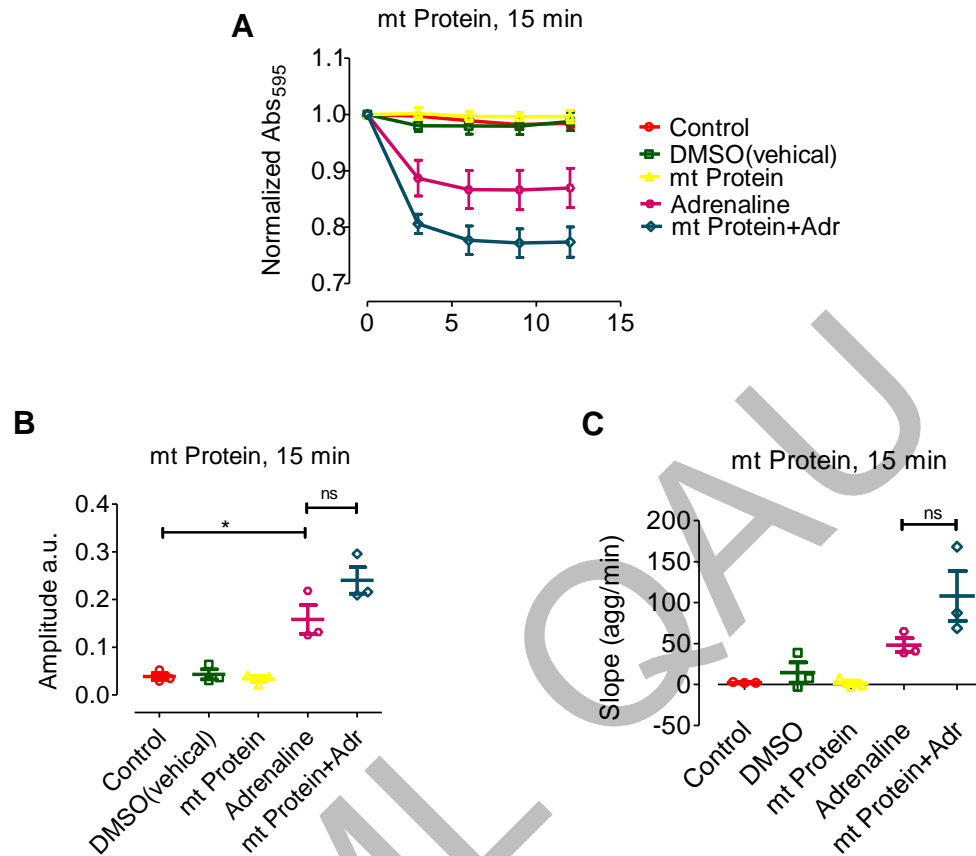 A
mt Protein, 15 min
Normalized Abs595
1.1
1.0
0.9
0.8
0.7
0
5
10
15
Control
DMSO(vehical)
mt Protein
Adrenaline
mt Protein+Adr
B
mt Protein, 15 min
Amplitude a.u.
0.4
0.3
0.2
0.1
0.0
*
ns
Control
DMSO(vehical)
mt Protein
Adrenaline
mt Protein+Adr
C
mt Protein, 15 min
Slope (agg/min)
200
150
100
50
0
-50
ns
Control
DMSO
mt Protein
Adrenaline
mt Protein+Adr
QAU